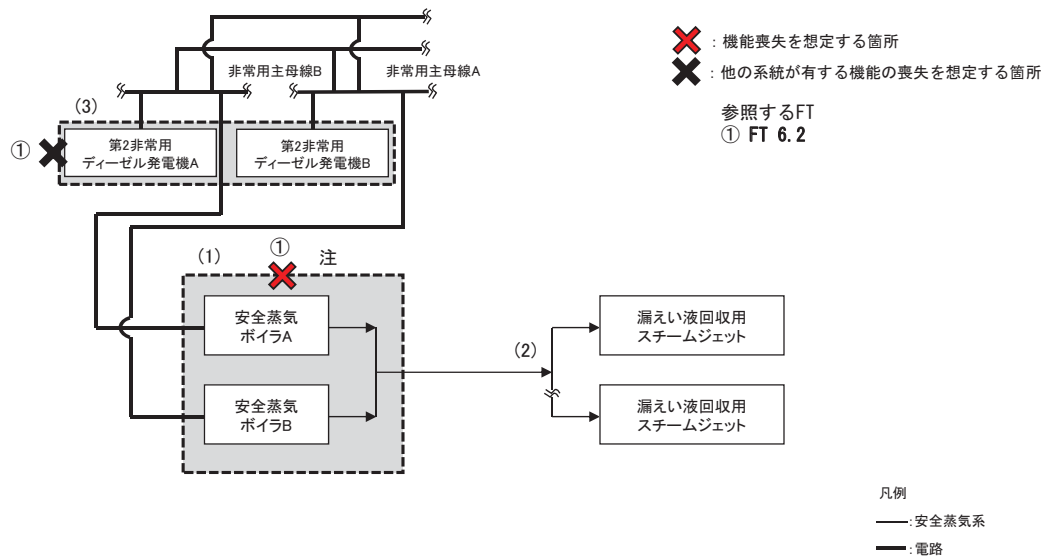 ：機能喪失を想定する箇所
：他の系統が有する機能の喪失を想定する箇所
参照するFT
① FT 6.2
非常用主母線B
非常用主母線A
(3)
①
第2非常用
ディーゼル発電機A
第2非常用
ディーゼル発電機B
(1)
①
注
安全蒸気
ボイラA
安全蒸気
ボイラB
(2)
漏えい液回収用
スチームジェット
漏えい液回収用
スチームジェット
凡例
:安全蒸気系
:電路